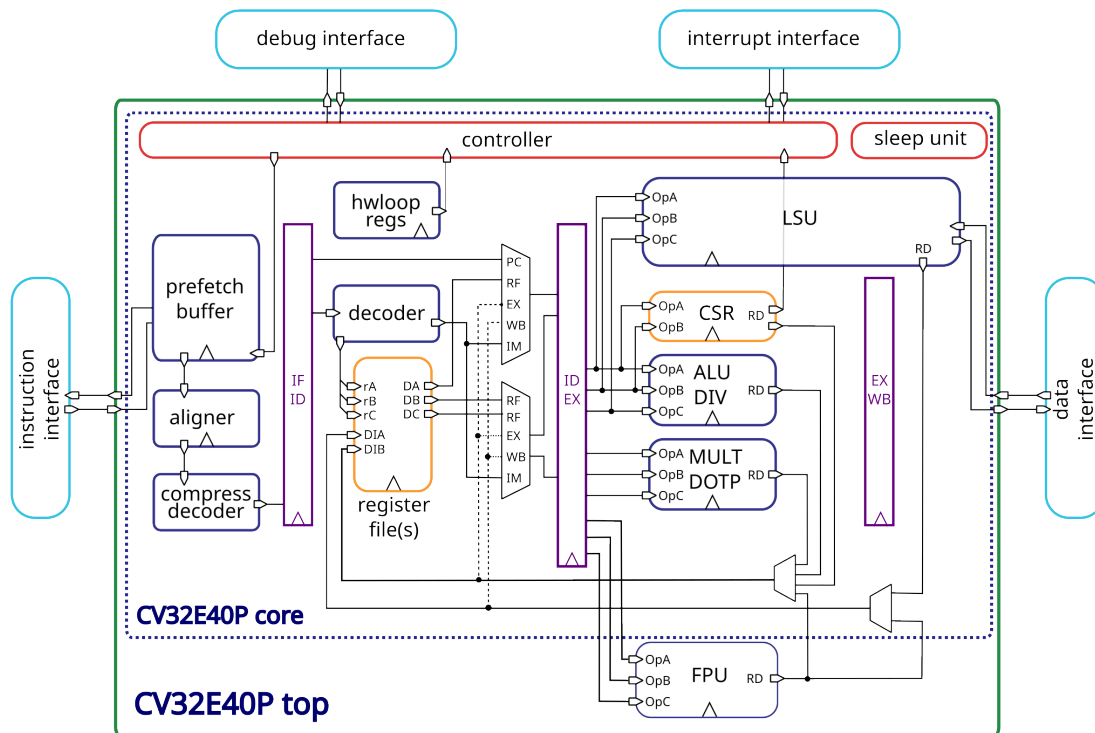 debug interface
interrupt interface
controller
sleep unit
hwloop
regs
LSU
OpA
OpB
OpC
RD
prefetch
buffer
decoder
PC
RF
EX
WB
IM
CSR
OpA
OpB
RD
instruction
interface
IF
ID
rA
rB
rC
DIA
DIB
DA
DB
DC
register
file(s)
RF
RF
EX
WB
IM
ID
EX
ALU
DIV
OpA
OpB
OpC
RD
EX
WB
data
interface
aligner
compress
decoder
MULT
DOTP
OpA
OpB
OpC
RD
CV32E40P core
FPU
OpA
OpB
OpC
RD
CV32E40P top